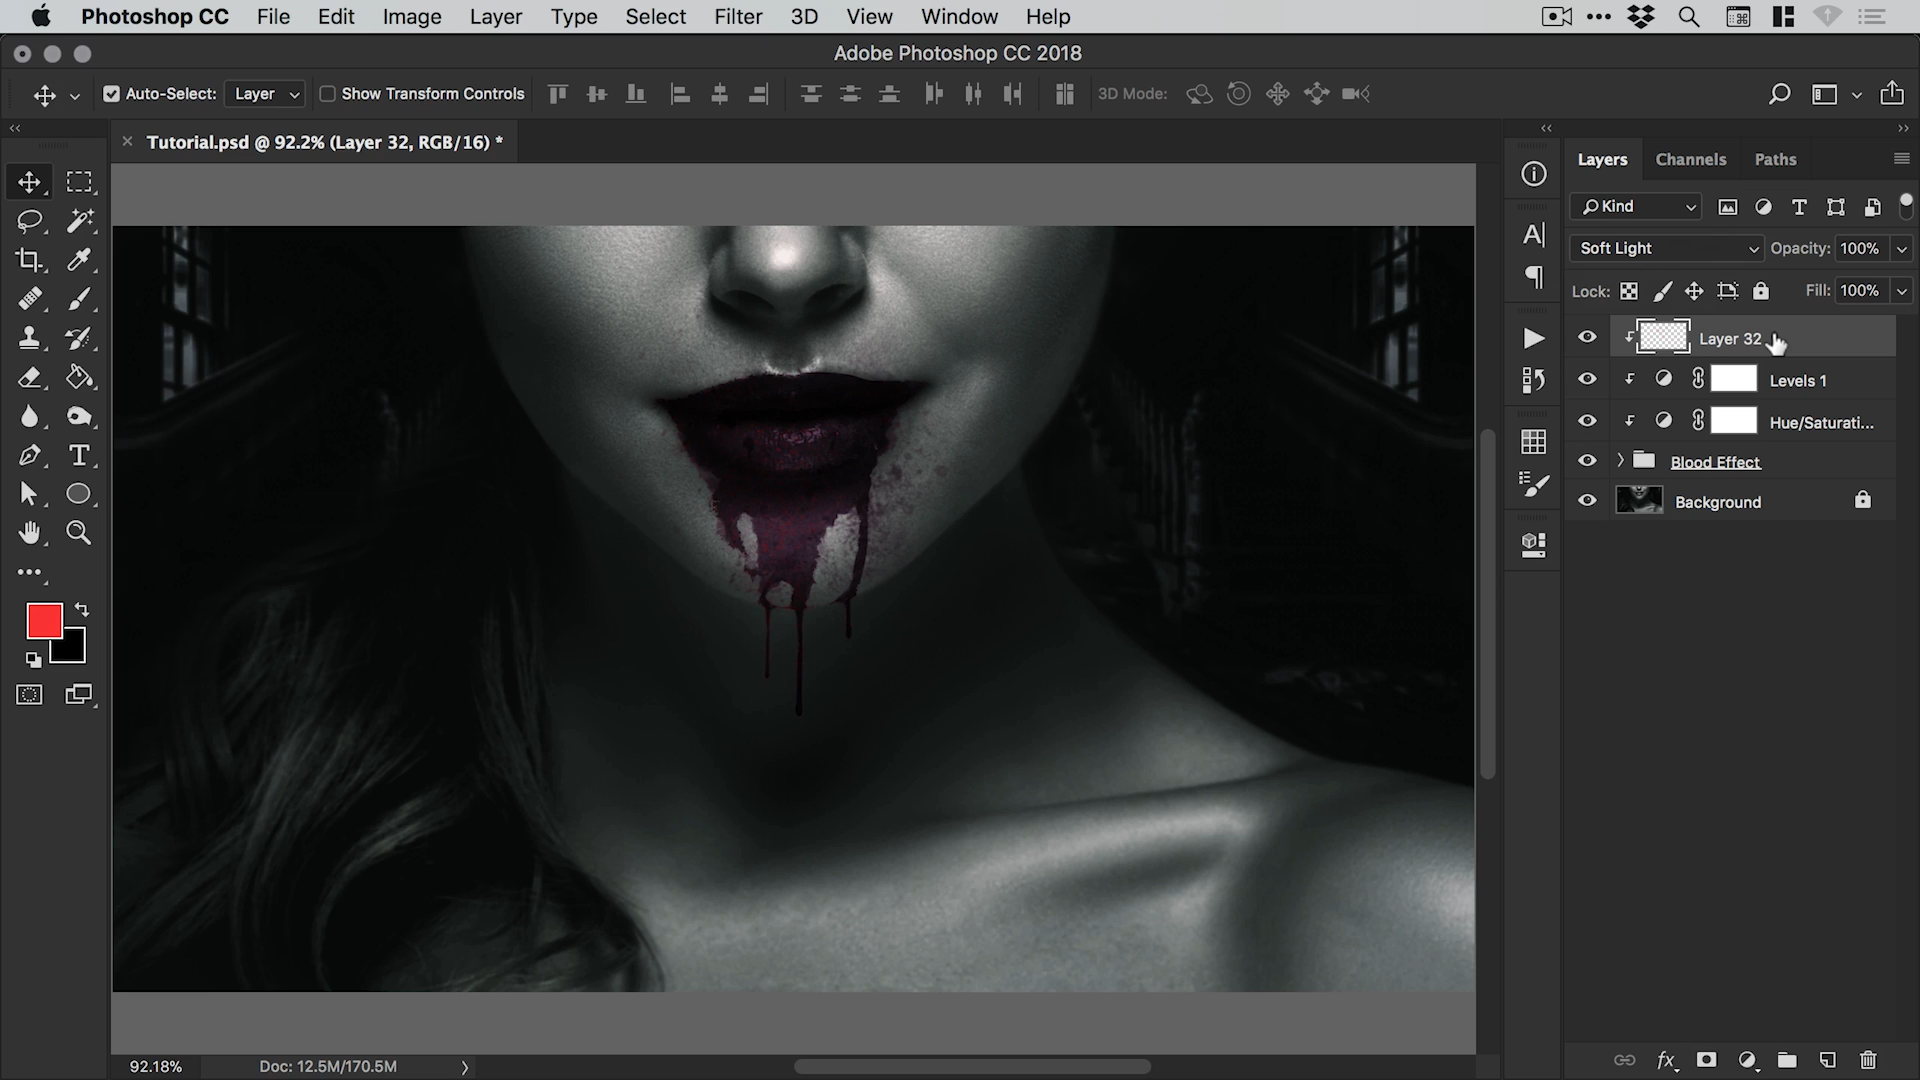 Photoshop CC File Edit Image Layer Type Select Filter 3D View Window Help
Adobe Photoshop CC 2018
Auto-Select: Layer Show Transform Controls 3D Mode:
× Tutorial.psd @ 92.2% (Layer 32, RGB/16) *
Layers Channels Paths
Kind
Soft Light Opacity: 100%
Lock: Fill: 100%
Layer 32
Levels 1
Hue/Saturati...
Blood Effect
Background
92.18% Doc: 12.5M/170.5M